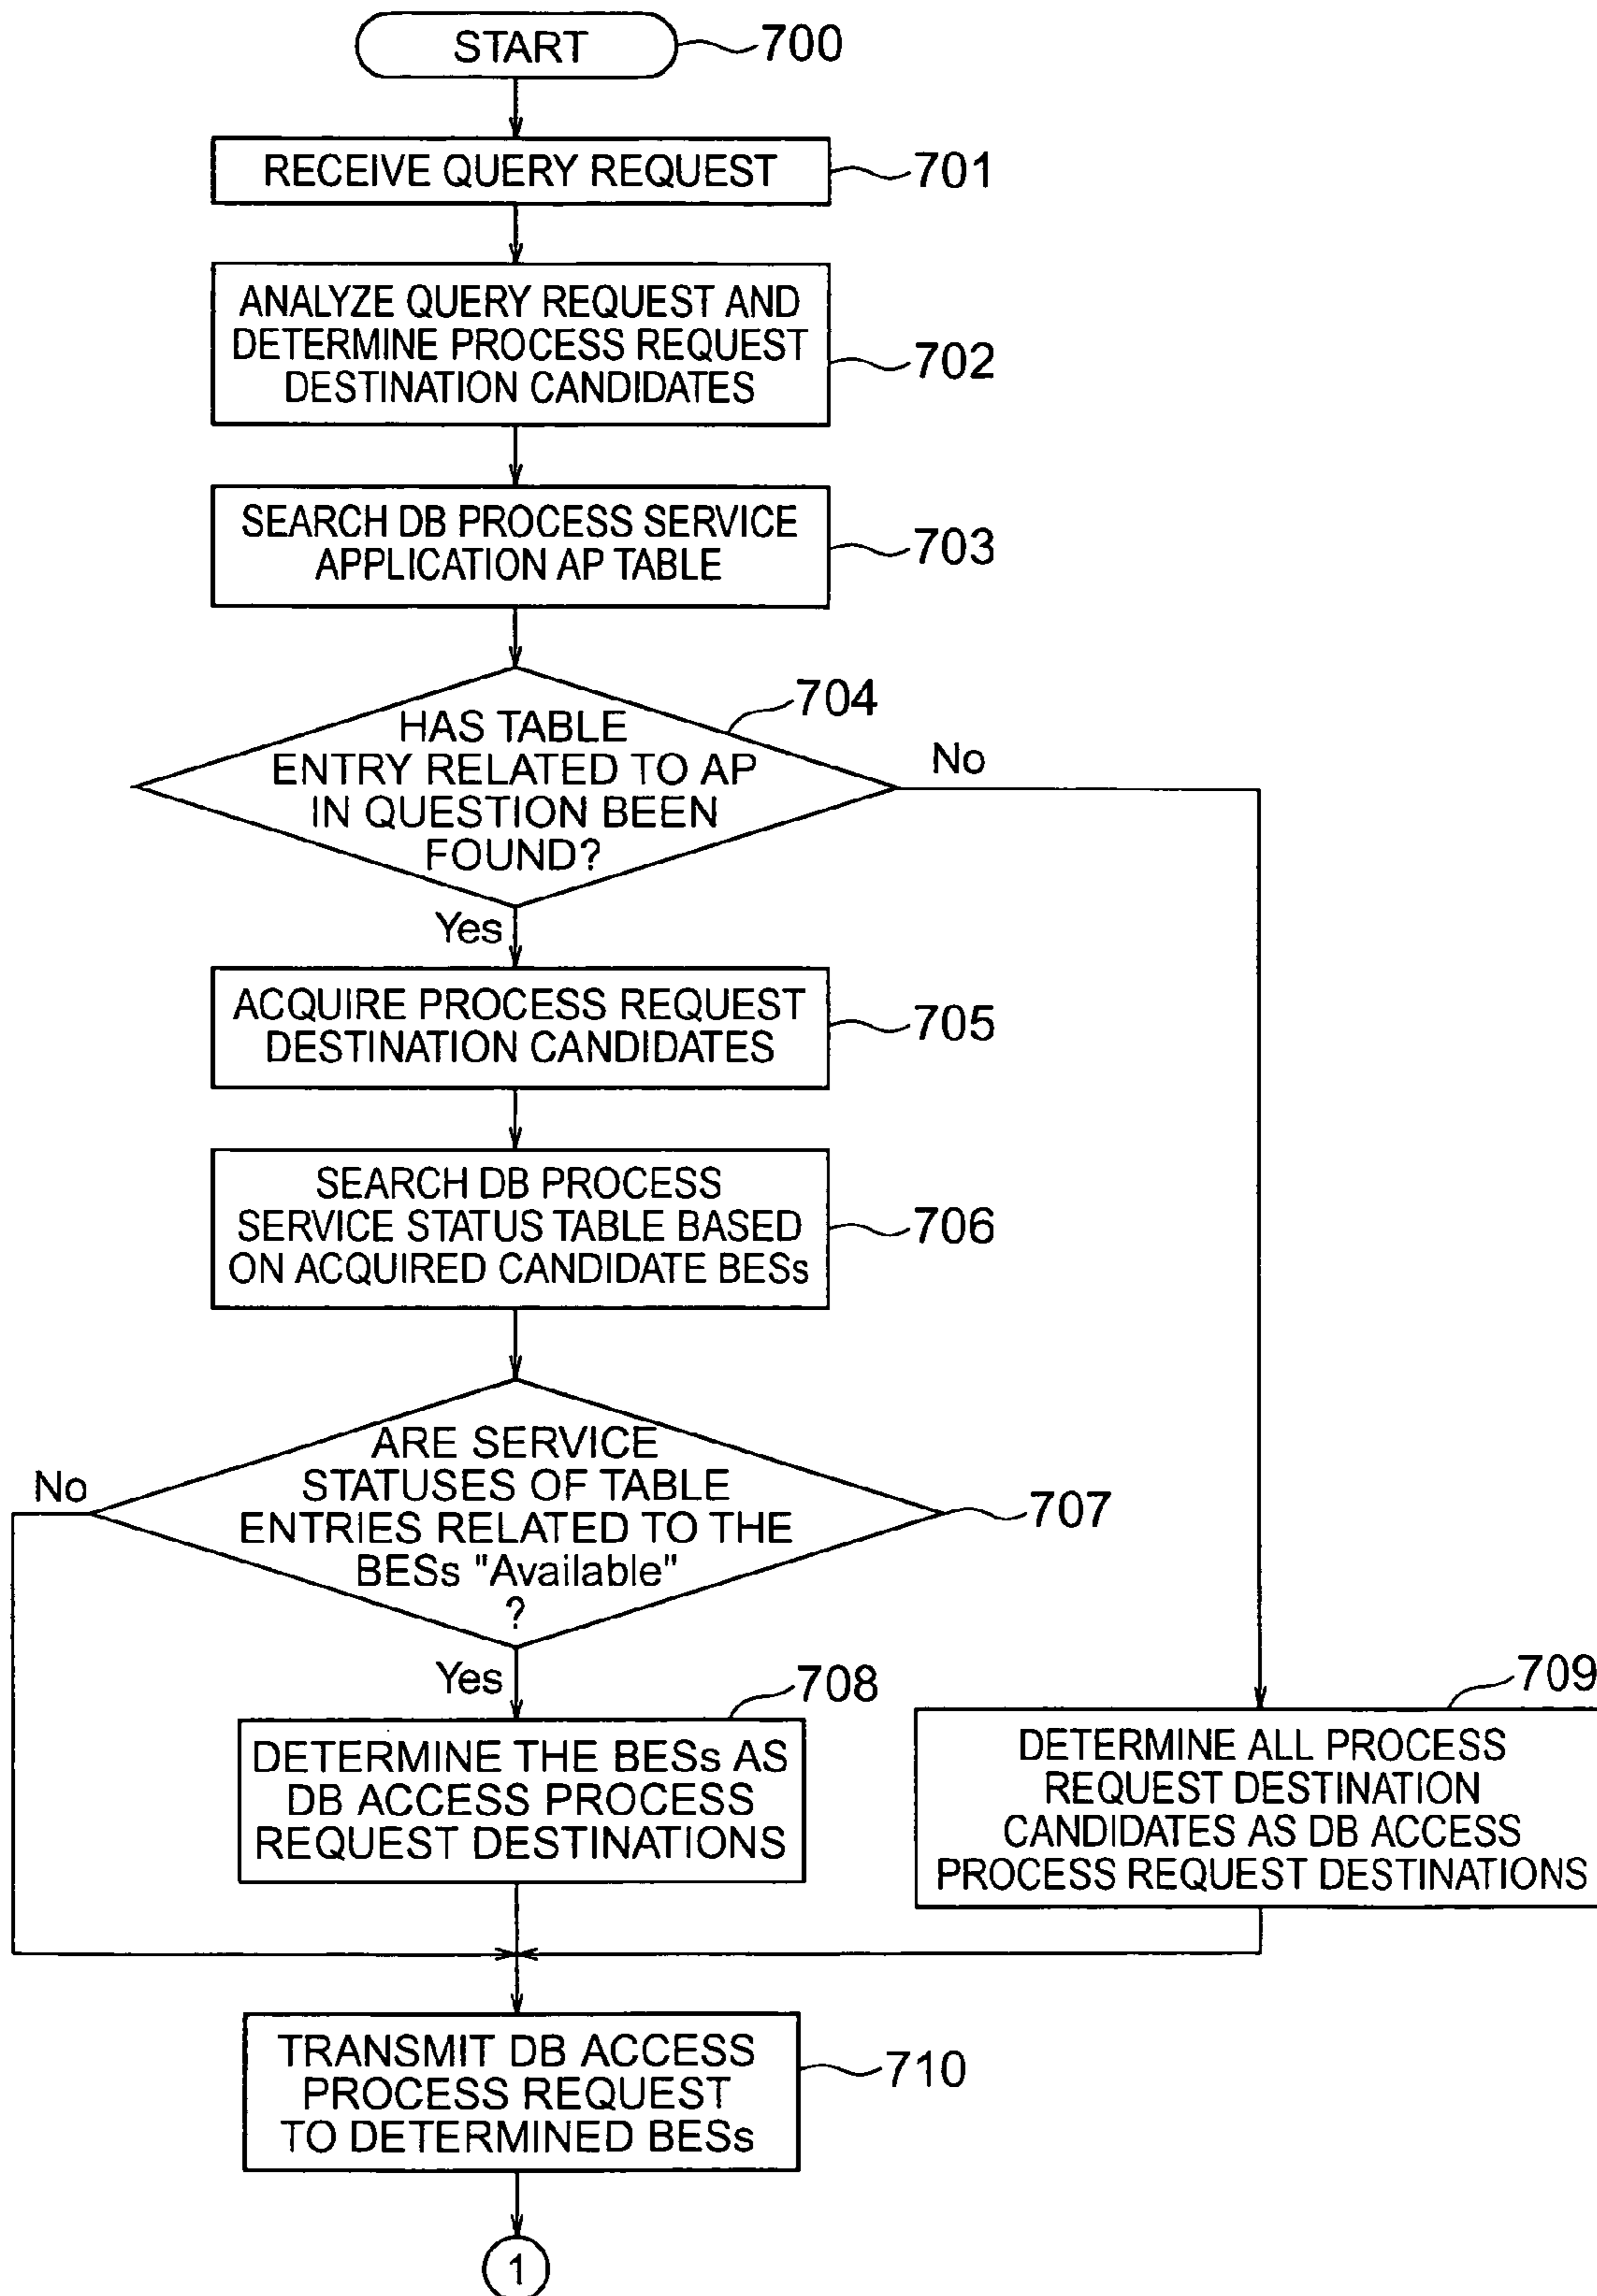 START
700
RECEIVE QUERY REQUEST
701
ANALYZE QUERY REQUEST AND
DETERMINE PROCESS REQUEST
DESTINATION CANDIDATES
702
SEARCH DB PROCESS SERVICE
APPLICATION AP TABLE
703
704
HAS TABLE
ENTRY RELATED TO AP
IN QUESTION BEEN
FOUND?
No
Yes
ACQUIRE PROCESS REQUEST
DESTINATION CANDIDATES
705
SEARCH DB PROCESS
SERVICE STATUS TABLE BASED
ON ACQUIRED CANDIDATE BESs
706
ARE SERVICE
STATUSES OF TABLE
ENTRIES RELATED TO THE
BESs "Available"
?
No
707
Yes
708
DETERMINE THE BESs AS
DB ACCESS PROCESS
REQUEST DESTINATIONS
709
DETERMINE ALL PROCESS
REQUEST DESTINATION
CANDIDATES AS DB ACCESS
PROCESS REQUEST DESTINATIONS
TRANSMIT DB ACCESS
PROCESS REQUEST
TO DETERMINED BESs
710
1